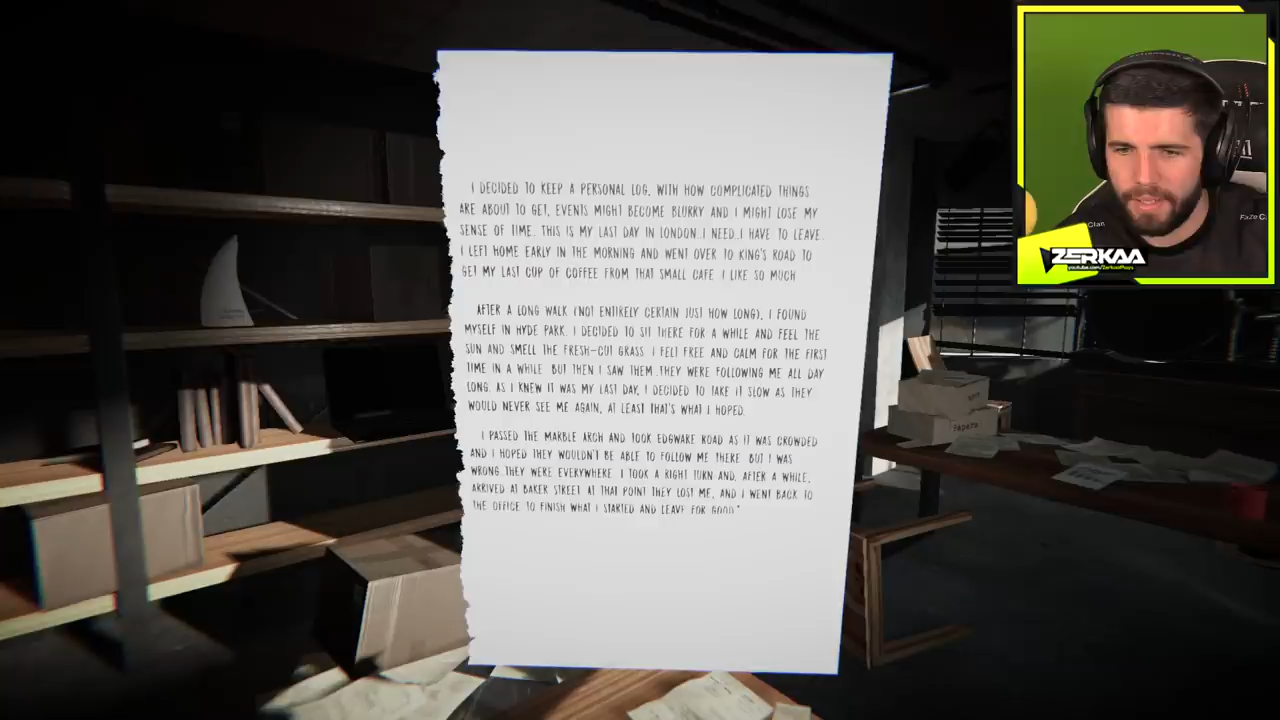 I DECIDED TO KEEP A PERSONAL LOG. WITH HOW COMPLICATED THINGS
ARE ABOUT TO GET, EVENTS MIGHT BECOME BLURRY AND I MIGHT LOSE MY
SENSE OF TIME. THIS IS MY LAST DAY IN LONDON. I NEED..I HAVE TO LEAVE.
I LEFT HOME EARLY IN THE MORNING AND WENT OVER TO KING'S ROAD TO
GET MY LAST CUP OF COFFEE FROM THAT SMALL CAFE I LIKE SO MUCH
AFTER A LONG WALK (NOT ENTIRELY CERTAIN JUST HOW LONG), I FOUND
MYSELF IN HYDE PARK. I DECIDED TO SIT THERE FOR A WHILE AND FEEL THE
SUN AND SMELL THE FRESH-CUT GRASS. I FELT FREE AND CALM FOR THE FIRST
TIME IN A WHILE. BUT THEN I SAW THEM..THEY WERE FOLLOWING ME ALL DAY
LONG. AS I KNEW IT WAS MY LAST DAY, I DECIDED TO TAKE IT SLOW AS THEY
WOULD NEVER SEE ME AGAIN. AT LEAST THAT'S WHAT I HOPED.
I PASSED THE MARBLE ARCH AND TOOK EDGWARE ROAD AS IT WAS CROWDED
AND I HOPED THEY WOULDN'T BE ABLE TO FOLLOW ME THERE. BUT I WAS
WRONG. THEY WERE EVERYWHERE. I TOOK A RIGHT TURN AND, AFTER A WHILE,
ARRIVED AT BAKER STREET. AT THAT POINT THEY LOST ME, AND I WENT BACK TO
THE OFFICE TO FINISH WHAT I STARTED AND LEAVE FOR GOOD"
Clan
FaZe C
ZERKAA
youtube.com/ZerkaaPlays
Papers